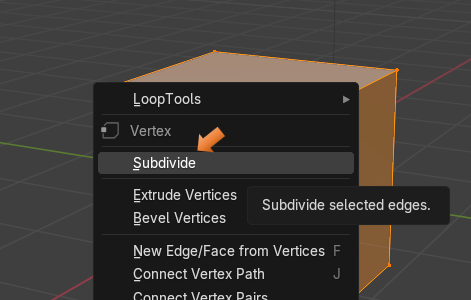 LoopTools
Vertex
Subdivide
Extrude Vertices
Subdivide selected edges.
Bevel Vertices
New Edge/Face from Vertices F
Connect Vertex Path J
Connect Vertex Pairs